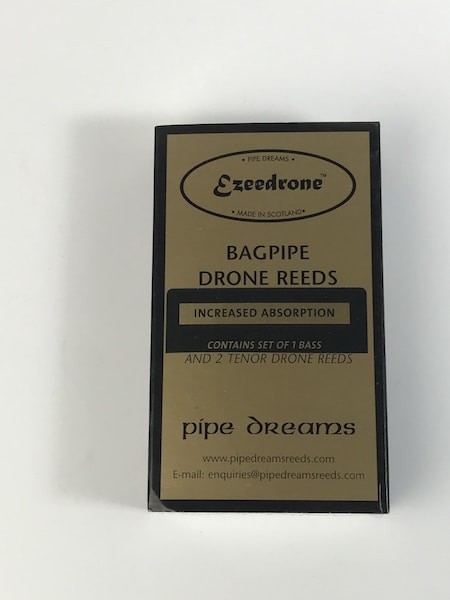 • PIPE DREAMS •
Ezeedrone™
• MADE IN SCOTLAND •
BAGPIPE
DRONE REEDS
INCREASED ABSORPTION
CONTAINS SET OF 1 BASS
AND 2 TENOR DRONE REEDS
pipe dreams
www.pipedreamsreeds.com
E-mail: enquiries@pipedreamsreeds.com